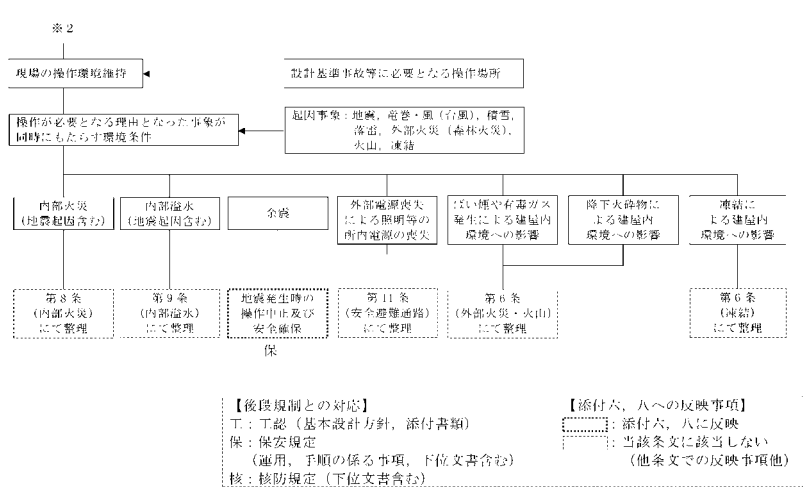 ※2
現場の操作環境維持
設計基準事故等に必要となる操作場所
操作が必要となる理由となった事象が
同時にもたらす環境条件
起因事象：地震，竜巻・風（台風），積雪，
落雷，外部火災（森林火災），
火山，凍結
内部火災
（地震起因含む）
内部溢水
（地震起因含む）
余震
外部電源喪失
による照明等の
所内電源の喪失
ばい煙や有毒ガス
発生による建屋内
環境への影響
降下火砕物
による建屋内
環境への影響
凍結に
よる建屋内
環境への影響
第8条
（内部火災）
にて整理
第9条
（内部溢水）
にて整理
地震発生時の
操作中止及び
安全確保
第11条
（安全避難通路）
にて整理
第6条
（外部火災・火山）
にて整理
第6条
（凍結）
にて整理
保
【後段規制との対応】
工：工認（基本設計方針，添付書類）
保：保安規定
（運用，手順の係る事項，下位文書含む）
核：核防規定（下位文書含む）
【添付六，八への反映事項】
：添付六，八に反映
：当該条文に該当しない
（他条文での反映事項他）